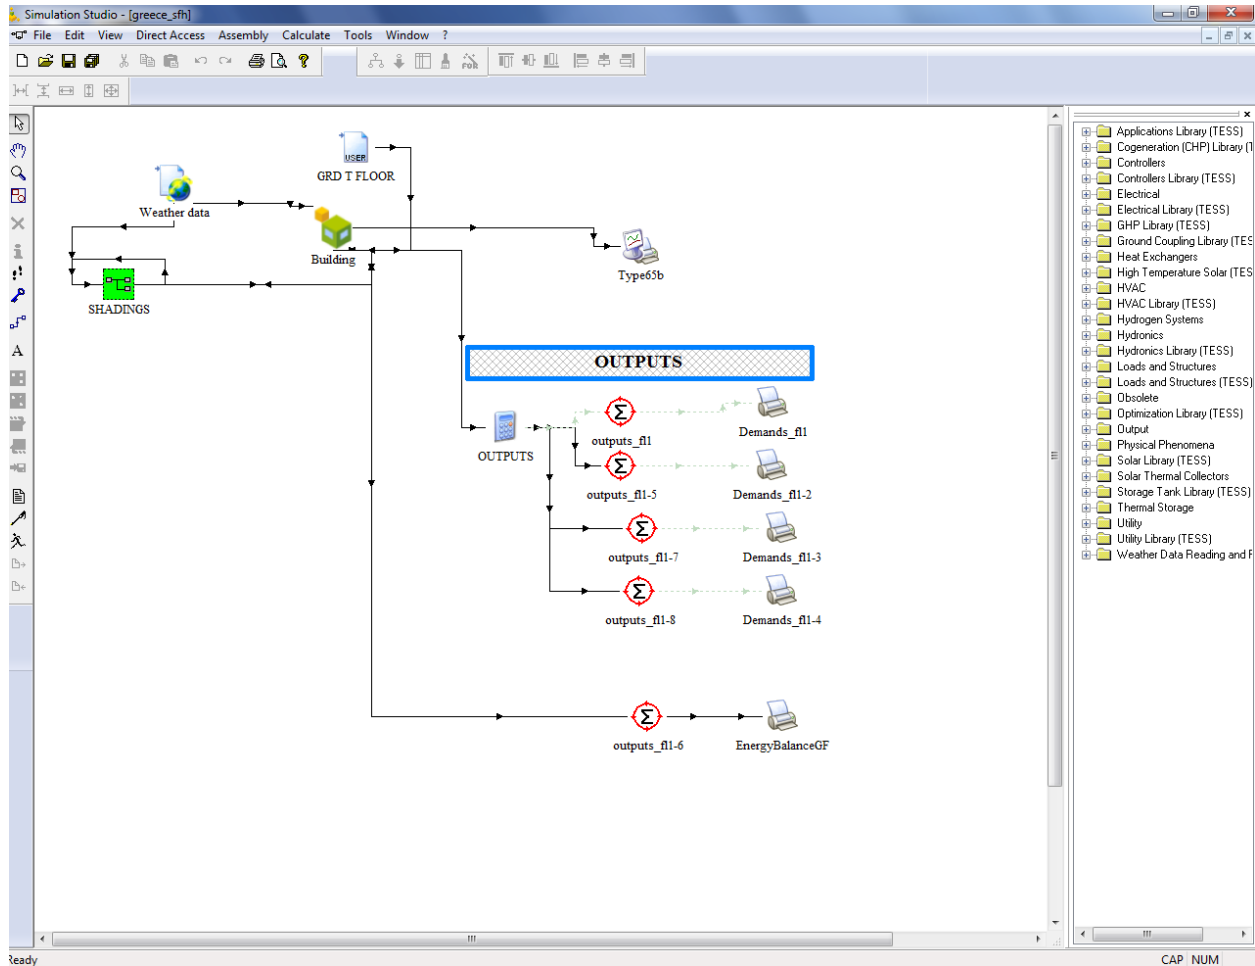 Simulation Studio - [greece_sfh]
File Edit View Direct Access Assembly Calculate Tools Window ?
FOR
A
USER
GRD T FLOOR
Weather data
Building
Type65b
SHADINGS
OUTPUTS
Σ
outputs_fl1
Demands_fl1
OUTPUTS
Σ
outputs_fl1-5
Demands_fl1-2
Σ
outputs_fl1-7
Demands_fl1-3
Σ
outputs_fl1-8
Demands_fl1-4
Σ
outputs_fl1-6
EnergyBalanceGF
Applications Library (TESS)
Cogeneration (CHP) Library (T
Controllers
Controllers Library (TESS)
Electrical
Electrical Library (TESS)
GHP Library (TESS)
Ground Coupling Library (TES
Heat Exchangers
High Temperature Solar (TES
HVAC
HVAC Library (TESS)
Hydrogen Systems
Hydronics
Hydronics Library (TESS)
Loads and Structures
Loads and Structures (TESS)
Obsolete
Optimization Library (TESS)
Output
Physical Phenomena
Solar Library (TESS)
Solar Thermal Collectors
Storage Tank Library (TESS)
Thermal Storage
Utility
Utility Library (TESS)
Weather Data Reading and F
Ready
CAP NUM